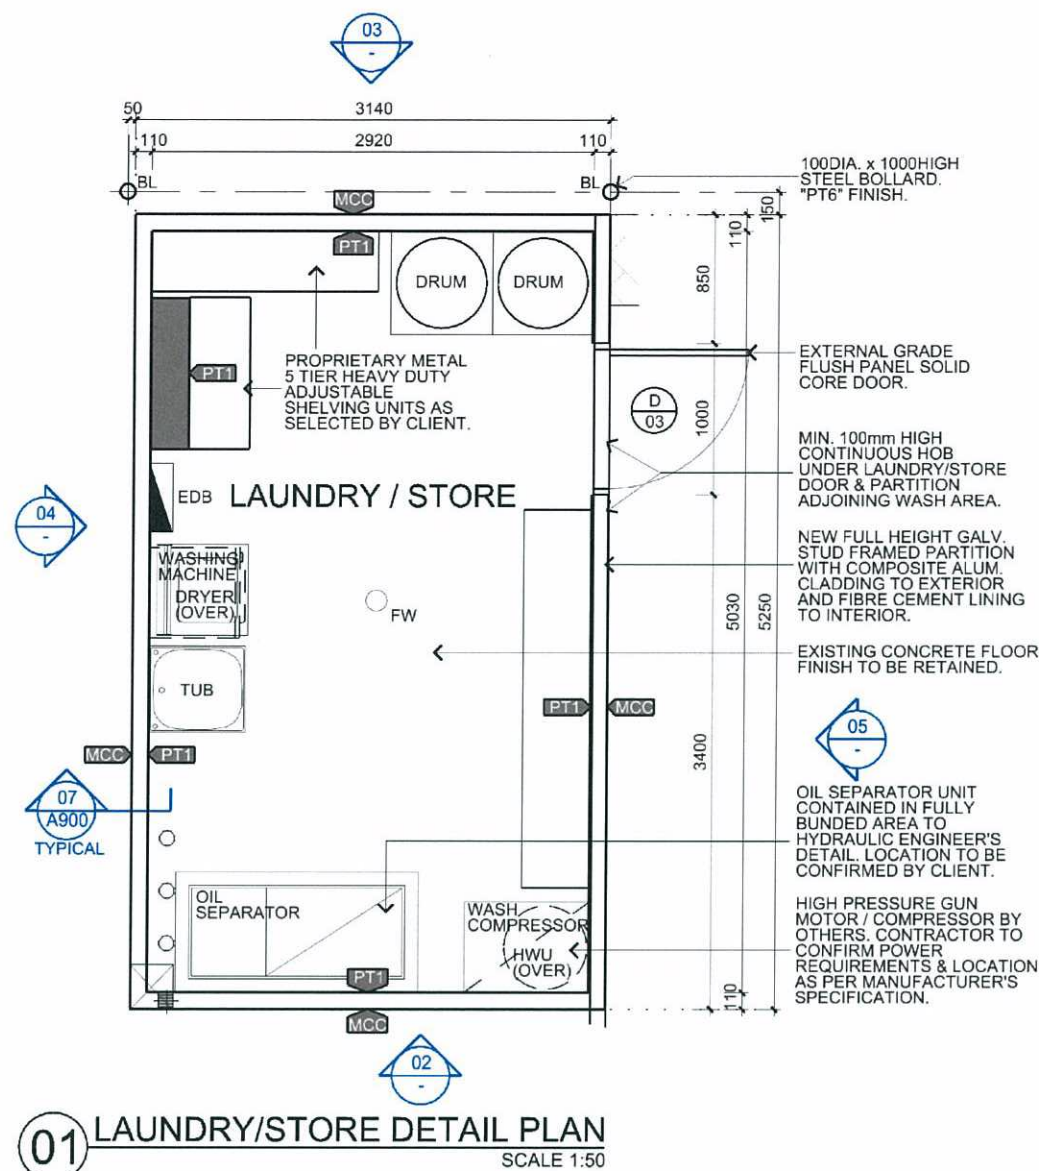 03
-
50
3140
110
2920
110
BL
BL
100DIA. x 1000HIGH
STEEL BOLLARD.
"PT6" FINISH.
150
MCC
PT1
110
850
DRUM
DRUM
PROPRIETARY METAL
5 TIER HEAVY DUTY
ADJUSTABLE
SHELVING UNITS AS
SELECTED BY CLIENT.
PT1
EXTERNAL GRADE
FLUSH PANEL SOLID
CORE DOOR.
D
03
1000
MIN. 100mm HIGH
CONTINUOUS HOB
UNDER LAUNDRY/STORE
DOOR & PARTITION
ADJOINING WASH AREA.
04
-
EDB
LAUNDRY / STORE
NEW FULL HEIGHT GALV.
STUD FRAMED PARTITION
WITH COMPOSITE ALUM.
CLADDING TO EXTERIOR
AND FIBRE CEMENT LINING
TO INTERIOR.
WASHING
MACHINE
DRYER
(OVER)
FW
5030
5250
EXISTING CONCRETE FLOOR
FINISH TO BE RETAINED.
TUB
PT1
MCC
05
-
MCC
PT1
3400
07
A900
TYPICAL
OIL SEPARATOR UNIT
CONTAINED IN FULLY
BUNDED AREA TO
HYDRAULIC ENGINEER'S
DETAIL. LOCATION TO BE
CONFIRMED BY CLIENT.
OIL
SEPARATOR
WASH
COMPRESSOR
HWU
(OVER)
HIGH PRESSURE GUN
MOTOR / COMPRESSOR BY
OTHERS. CONTRACTOR TO
CONFIRM POWER
REQUIREMENTS & LOCATION
AS PER MANUFACTURER'S
SPECIFICATION.
PT1
110
MCC
02
-
01
LAUNDRY/STORE DETAIL PLAN
SCALE 1:50